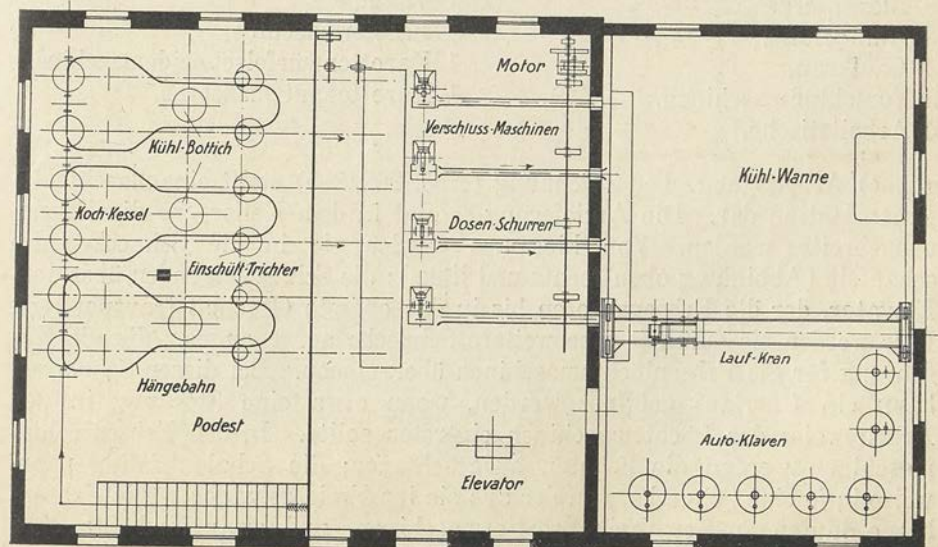 Motor
Kühl-Bottich
Verschluss-Maschinen
Koch-Kessel
Kühl-Wanne
Dosen-Schurren
Einschütt-Trichter
Lauf-Kran
Hängebahn
Podest
Auto-Klaven
Elevator